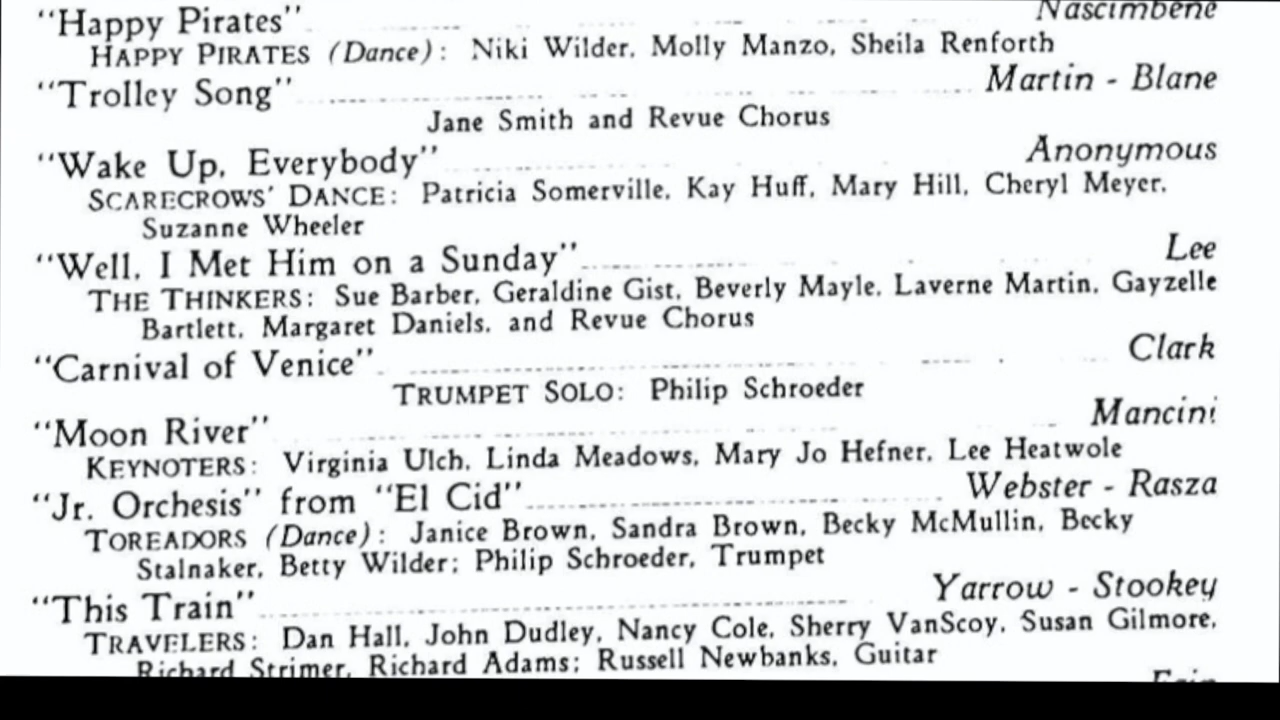 "Happy Pirates" Nascimbene
HAPPY PIRATES (Dance): Niki Wilder, Molly Manzo, Sheila Renforth
"Trolley Song" Martin - Blane
Jane Smith and Revue Chorus
"Wake Up, Everybody" Anonymous
SCARECROWS' DANCE: Patricia Somerville, Kay Huff, Mary Hill, Cheryl Meyer,
Suzanne Wheeler
"Well, I Met Him on a Sunday" Lee
THE THINKERS: Sue Barber, Geraldine Gist, Beverly Mayle, Laverne Martin, Gayzelle
Bartlett, Margaret Daniels, and Revue Chorus
"Carnival of Venice" Clark
TRUMPET SOLO: Philip Schroeder
"Moon River" Mancini
KEYNOTERS: Virginia Ulch, Linda Meadows, Mary Jo Hefner, Lee Heatwole
"Jr. Orchesis" from "El Cid" Webster - Rasza
TOREADORS (Dance): Janice Brown, Sandra Brown, Becky McMullin, Becky
Stalnaker, Betty Wilder; Philip Schroeder, Trumpet
"This Train" Yarrow - Stookey
TRAVELERS: Dan Hall, John Dudley, Nancy Cole, Sherry VanScoy, Susan Gilmore,
Richard Strimer, Richard Adams; Russell Newbanks, Guitar